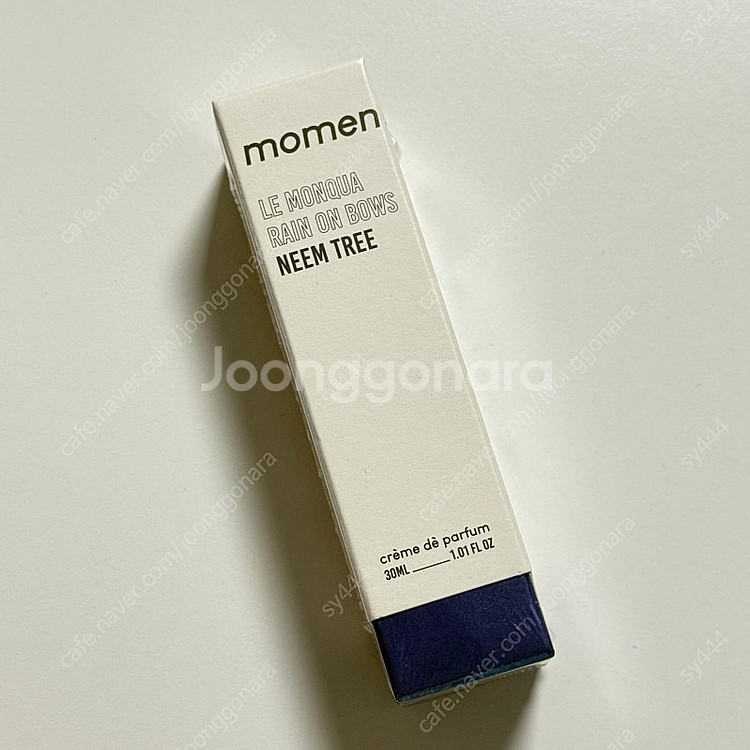 momen
LE MONQUA
RAIN ON BOWS
NEEM TREE
Joonggonara
crème dè parfum
30ML 1.01 FL OZ
cafe.naver.com/joonggonara
sy444